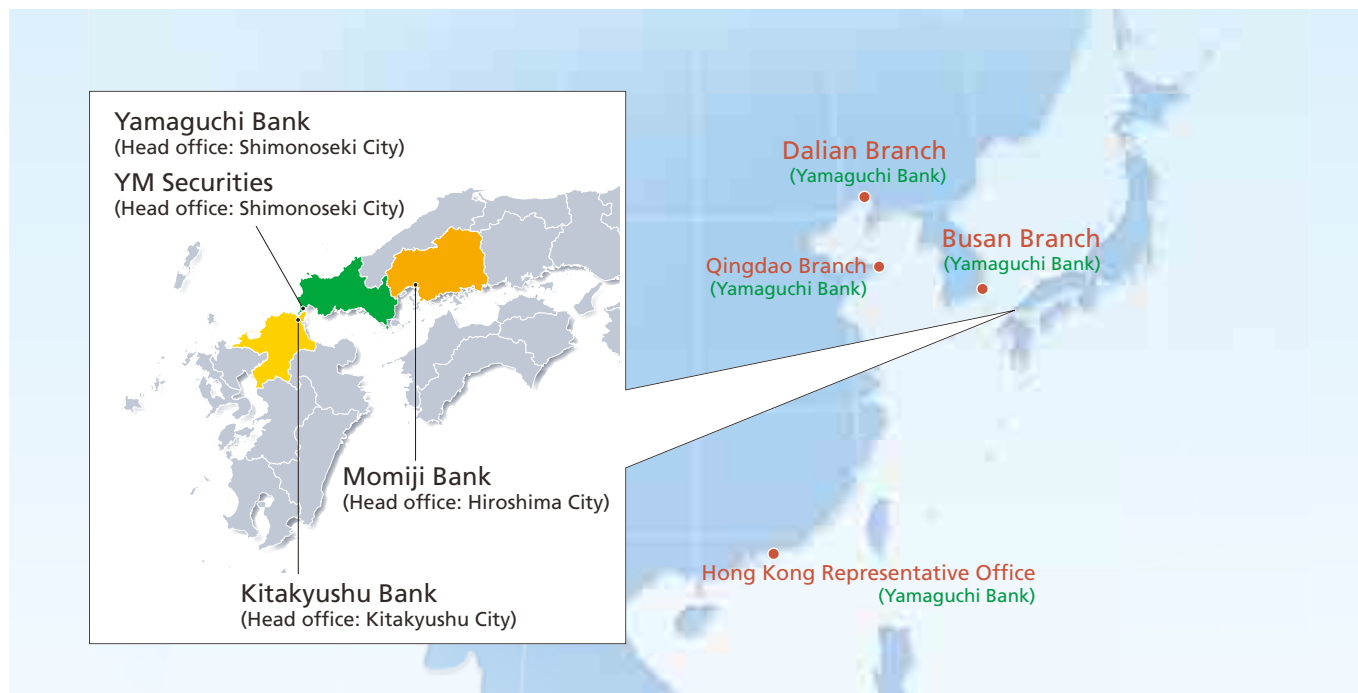 Yamaguchi Bank
(Head office: Shimonoseki City)
YM Securities
(Head office: Shimonoseki City)
Momiji Bank
(Head office: Hiroshima City)
Kitakyushu Bank
(Head office: Kitakyushu City)
Dalian Branch
(Yamaguchi Bank)
Busan Branch
(Yamaguchi Bank)
Qingdao Branch
(Yamaguchi Bank)
Hong Kong Representative Office
(Yamaguchi Bank)